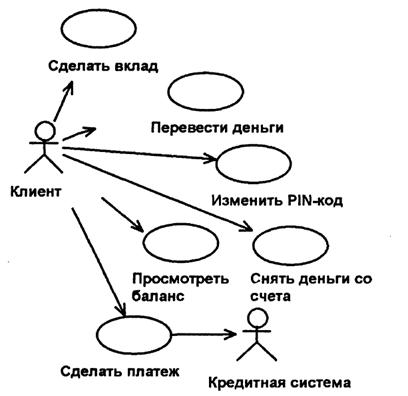 Сделать вклад
Перевести деньги
Клиент
Изменить PIN-код
Просмотреть
баланс
Снять деньги со
счета
Сделать платеж
Кредитная система